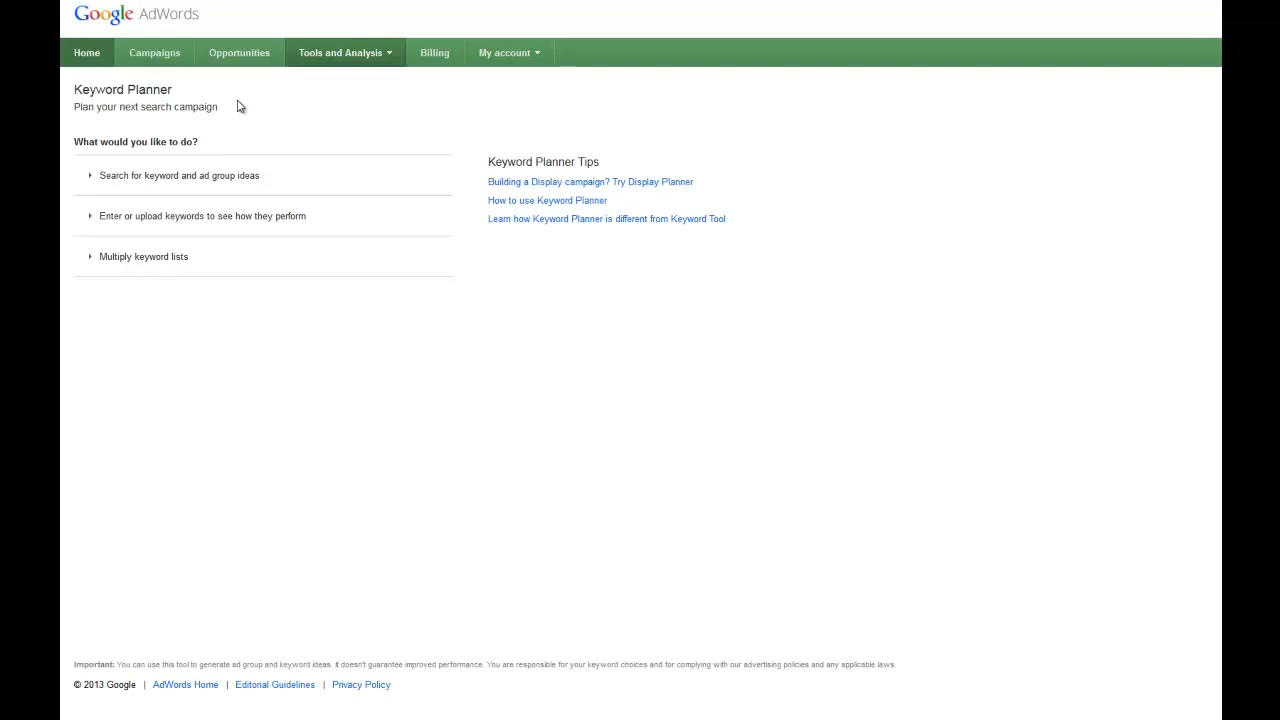 Google AdWords
Home Campaigns Opportunities Tools and Analysis Billing My account
Keyword Planner
Plan your next search campaign
What would you like to do?
Search for keyword and ad group ideas
Enter or upload keywords to see how they perform
Multiply keyword lists
Keyword Planner Tips
Building a Display campaign? Try Display Planner
How to use Keyword Planner
Learn how Keyword Planner is different from Keyword Tool
Important: You can use this tool to generate ad group and keyword ideas. it doesn't guarantee improved performance. You are responsible for your keyword choices and for complying with our advertising policies and any applicable laws.
© 2013 Google | AdWords Home | Editorial Guidelines | Privacy Policy